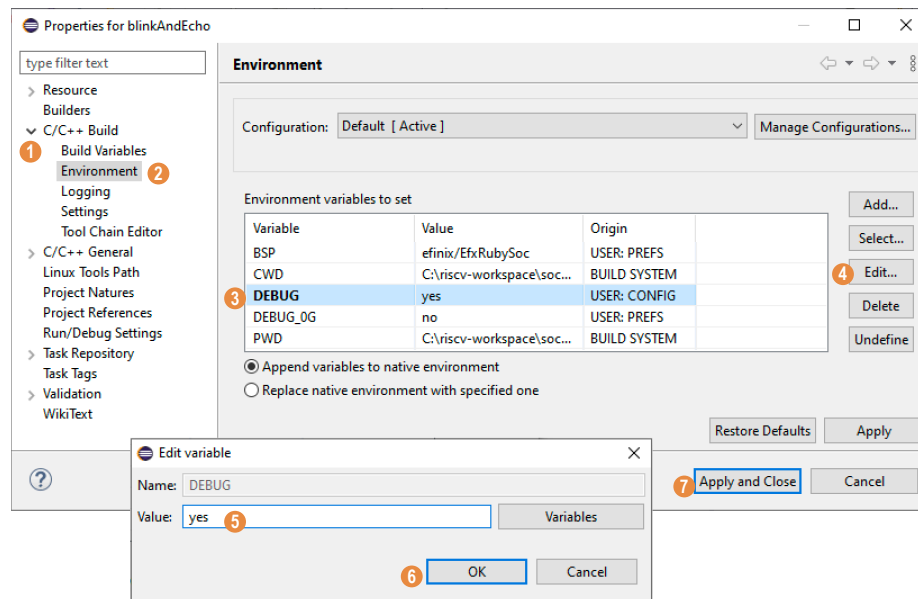 Properties for blinkAndEcho
type filter text
Resource
Builders
C/C++ Build
1 Build Variables
Environment 2
Logging
Settings
Tool Chain Editor
C/C++ General
Linux Tools Path
Project Natures
Project References
Run/Debug Settings
Task Repository
Task Tags
Validation
WikiText
Environment
Configuration: Default [ Active ] Manage Configurations...
Environment variables to set
Variable Value Origin
BSP efinix/EfxRubySoc USER: PREFS
CWD C:\riscv-workspace\soc... BUILD SYSTEM
3 DEBUG yes USER: CONFIG
DEBUG_0G no USER: PREFS
PWD C:\riscv-workspace\soc... BUILD SYSTEM
Add...
Select...
4 Edit...
Delete
Undefine
Append variables to native environment
Replace native environment with specified one
Restore Defaults Apply
7 Apply and Close Cancel
?
Edit variable
Name: DEBUG
Value: yes 5 Variables
6 OK Cancel